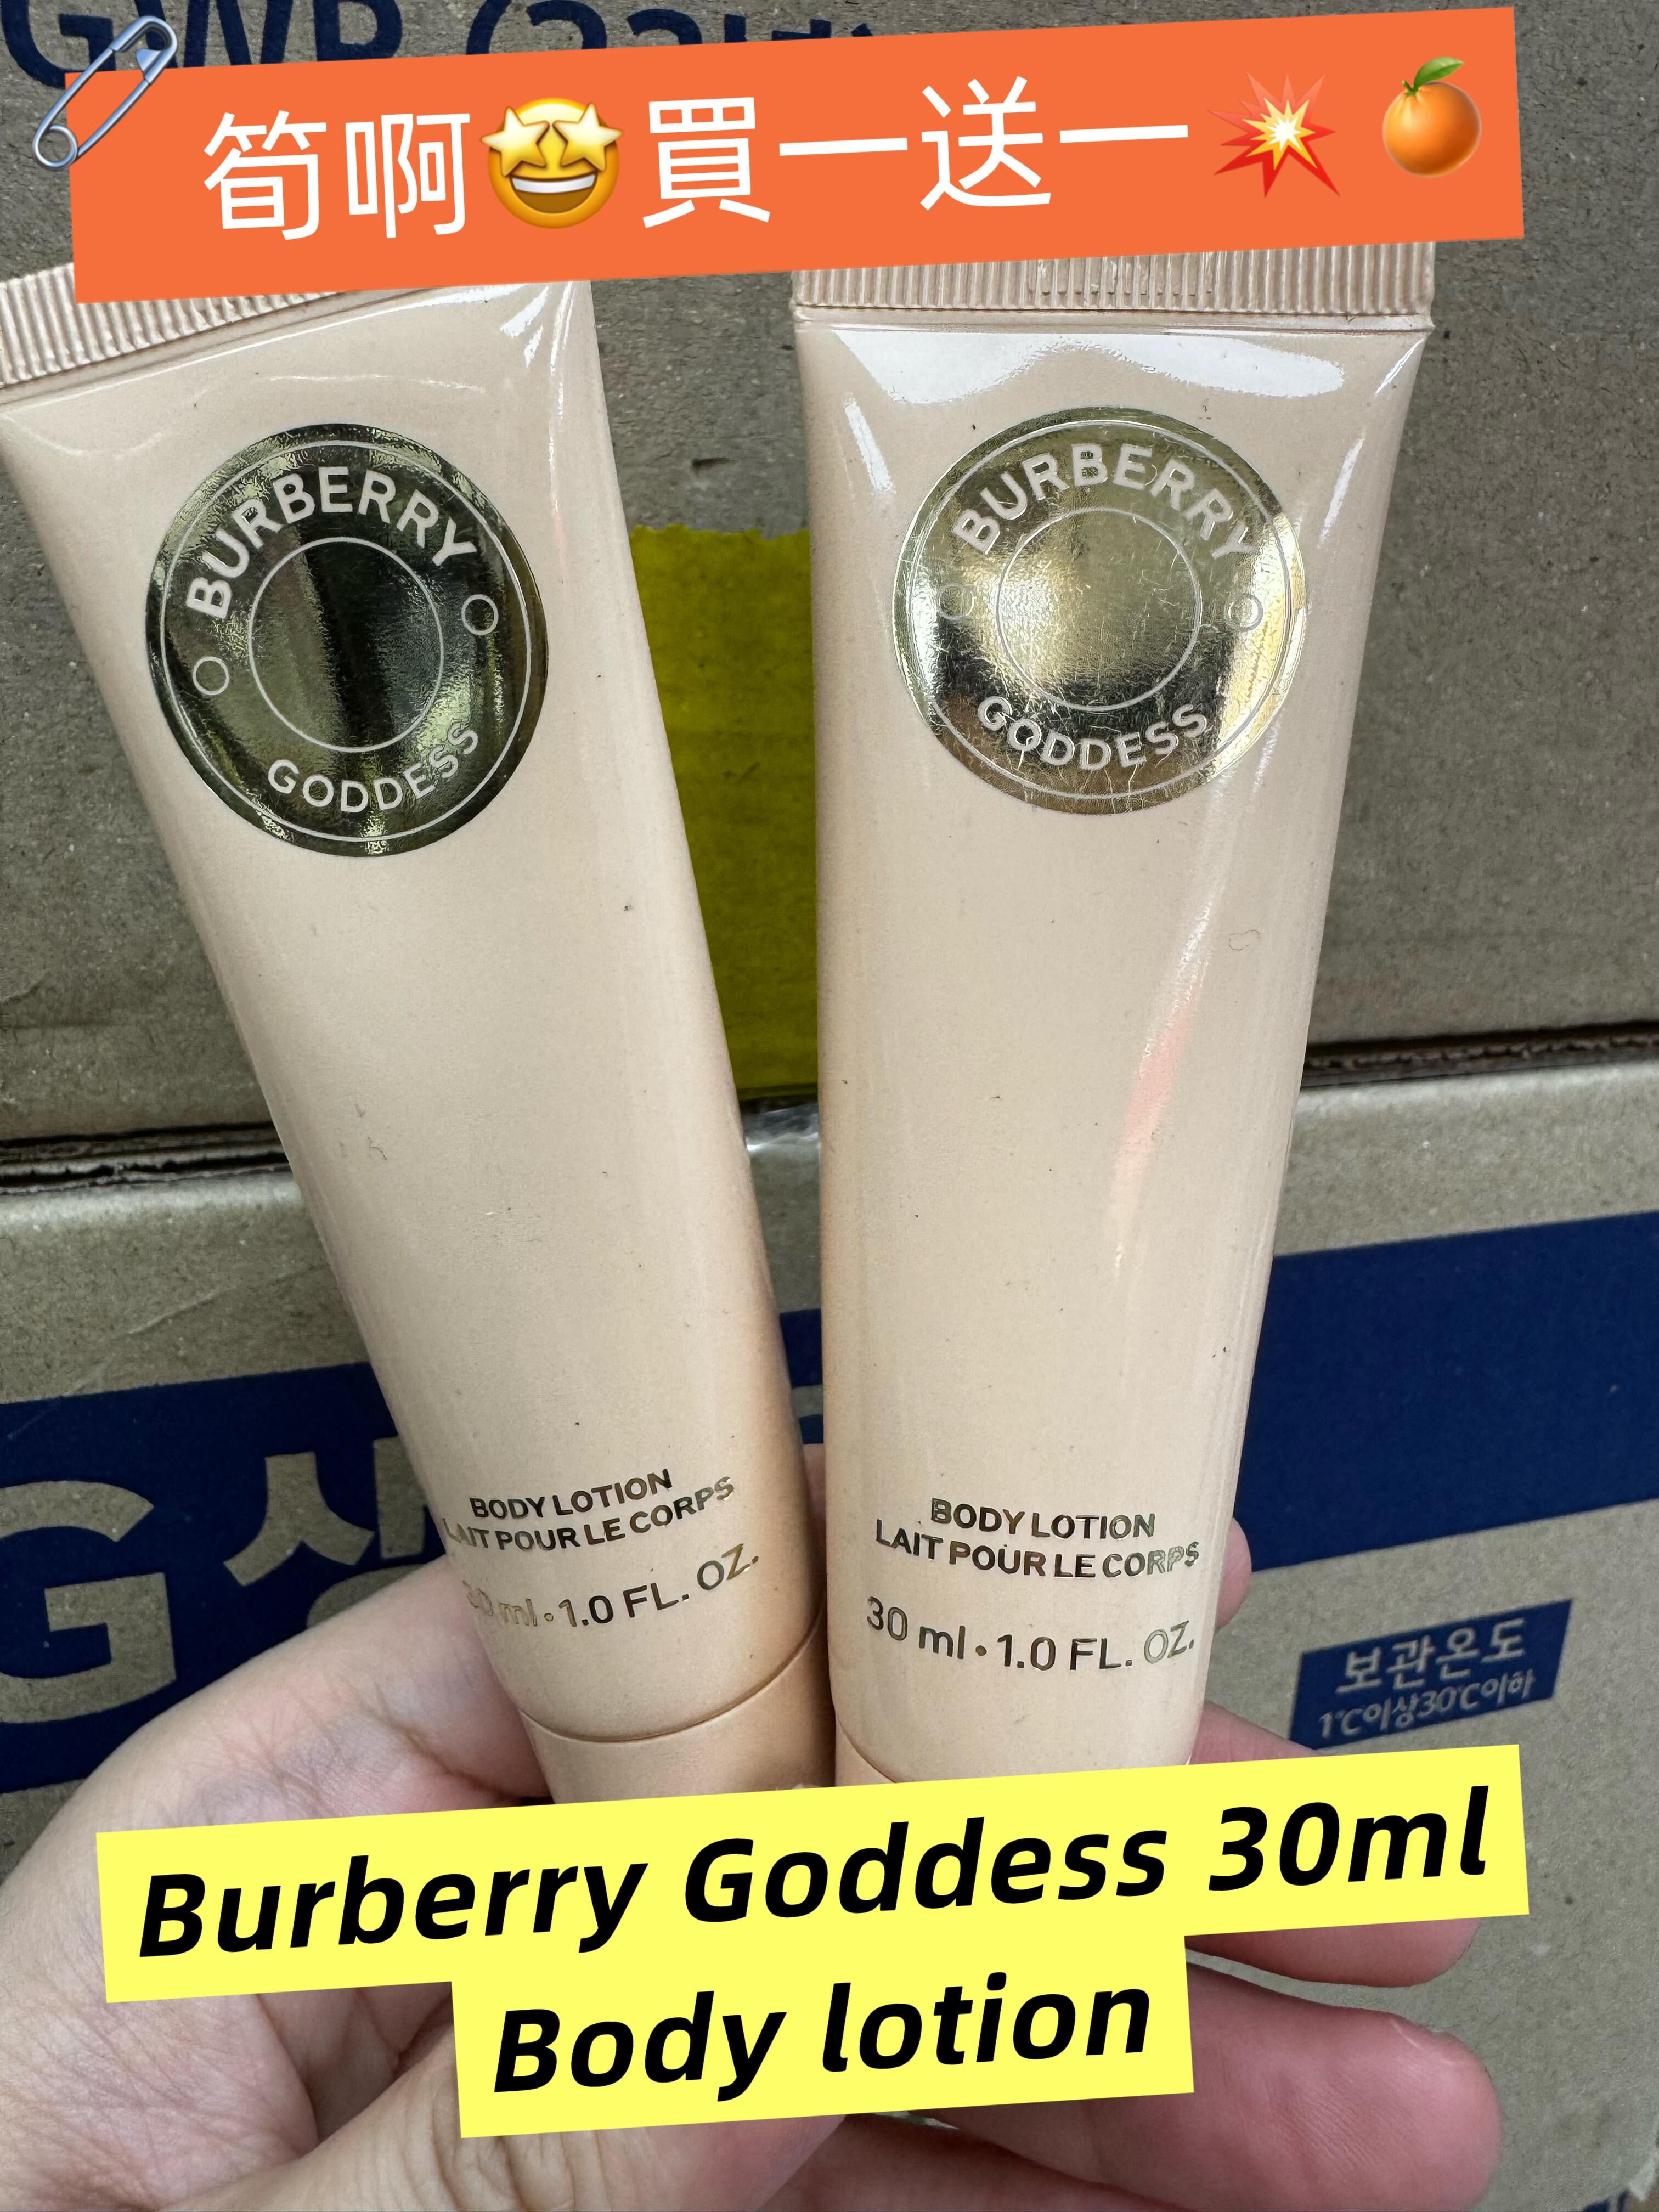 筍啊🤩買一送一💥🍊
BURBERRY
GODDESS
BURBERRY
GODDESS
BODY LOTION
LAIT POUR LE CORPS
30 ml • 1.0 FL. OZ.
BODY LOTION
LAIT POUR LE CORPS
30 ml • 1.0 FL. OZ.
보관온도
1℃이상30℃이하
Burberry Goddess 30ml
Body lotion